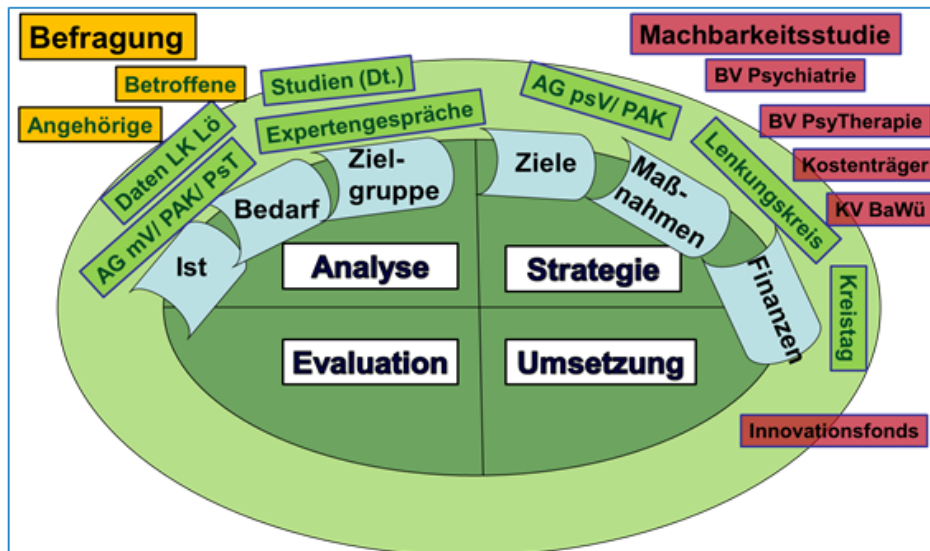 Befragung
Betroffene
Angehörige
Studien (Dt.)
Expertengespräche
Daten LK Lö
AG mV/ PAK/ PsT
Ist
Bedarf
Ziel-
gruppe
Ziele
Maß-
nahmen
Finanzen
AG psV/ PAK
Lenkungskreis
Kreistag
Machbarkeitsstudie
BV Psychiatrie
BV PsyTherapie
Kostenträger
KV BaWü
Innovationsfonds
Analyse
Strategie
Evaluation
Umsetzung